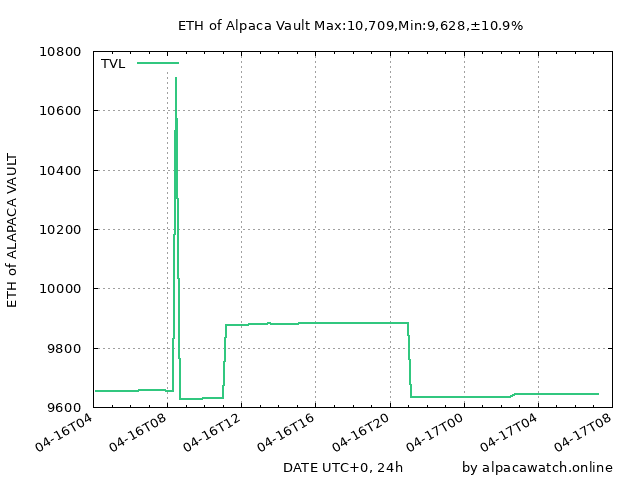 ETH of Alpaca Vault Max:10,709,Min:9,628,±10.9%
TVL
10800
10600
10400
10200
10000
9800
9600
ETH of ALAPACA VAULT
04-16T04
04-16T08
04-16T12
04-16T16
04-16T20
04-17T00
04-17T04
04-17T08
DATE UTC+0, 24h
by alpacawatch.online